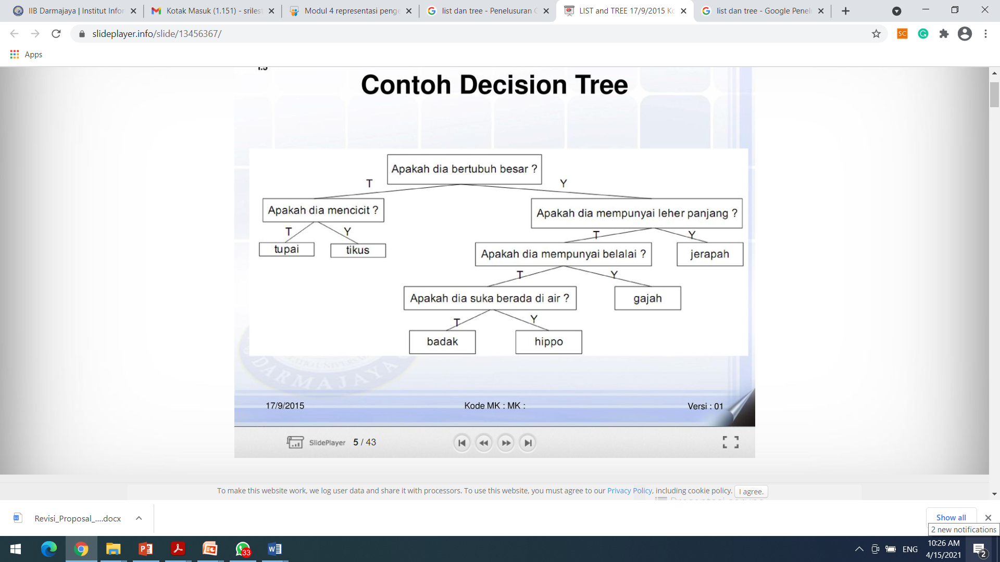 IIB Darmajaya | Institut Infor
Kotak Masuk (1.151) - srilest
Modul 4 representasi penge
list dan tree - Penelusuran G
LIST and TREE 17/9/2015 Ko
list dan tree - Google Penelu
slideplayer.info/slide/13456367/
SC
Apps
1.5
Contoh Decision Tree
Apakah dia bertubuh besar ?
T
Y
Apakah dia mencicit ?
Apakah dia mempunyai leher panjang ?
T
Y
T
Y
tupai
tikus
Apakah dia mempunyai belalai ?
jerapah
T
Y
Apakah dia suka berada di air ?
gajah
T
Y
badak
hippo
DARMAJAYA
17/9/2015
Kode MK : MK :
Versi : 01
SlidePlayer
5 / 43
To make this website work, we log user data and share it with processors. To use this website, you must agree to our Privacy Policy, including cookie policy.
I agree.
Revisi_Proposal_....docx
Show all
2 new notifications
33
ENG
10:26 AM
4/15/2021
2